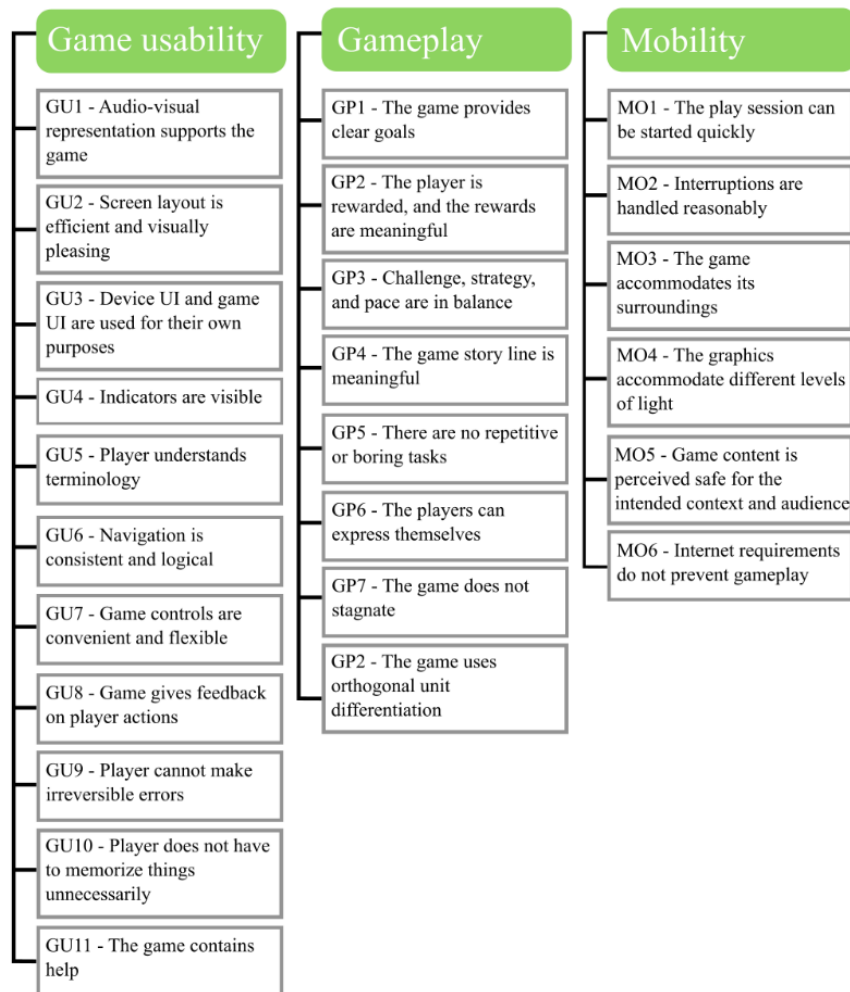 Game usability
GU1 - Audio-visual
representation supports the
game
GU2 - Screen layout is
efficient and visually
pleasing
GU3 - Device UI and game
UI are used for their own
purposes
GU4 - Indicators are visible
GU5 - Player understands
terminology
GU6 - Navigation is
consistent and logical
GU7 - Game controls are
convenient and flexible
GU8 - Game gives feedback
on player actions
GU9 - Player cannot make
irreversible errors
GU10 - Player does not have
to memorize things
unnecessarily
GU11 - The game contains
help
Gameplay
GP1 - The game provides
clear goals
GP2 - The player is
rewarded, and the rewards
are meaningful
GP3 - Challenge, strategy,
and pace are in balance
GP4 - The game story line is
meaningful
GP5 - There are no repetitive
or boring tasks
GP6 - The players can
express themselves
GP7 - The game does not
stagnate
GP2 - The game uses
orthogonal unit
differentiation
Mobility
MO1 - The play session can
be started quickly
MO2 - Interruptions are
handled reasonably
MO3 - The game
accommodates its
surroundings
MO4 - The graphics
accommodate different levels
of light
MO5 - Game content is
perceived safe for the
intended context and audience
MO6 - Internet requirements
do not prevent gameplay